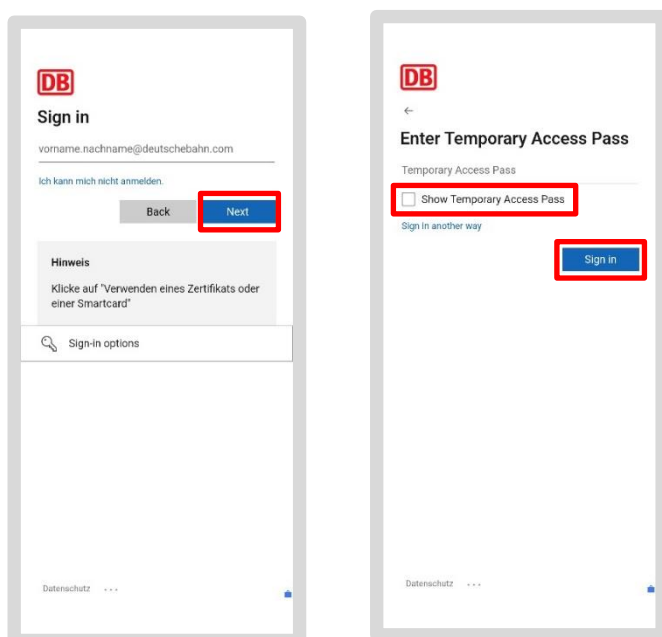 DB
Sign in
vorname.nachname@deutschebahn.com
Ich kann mich nicht anmelden.
Back
Next
Hinweis
Klicke auf "Verwenden eines Zertifikats oder
einer Smartcard"
Sign-in options
Datenschutz ...
DB
←
Enter Temporary Access Pass
Temporary Access Pass
Show Temporary Access Pass
Sign in another way
Sign in
Datenschutz ...